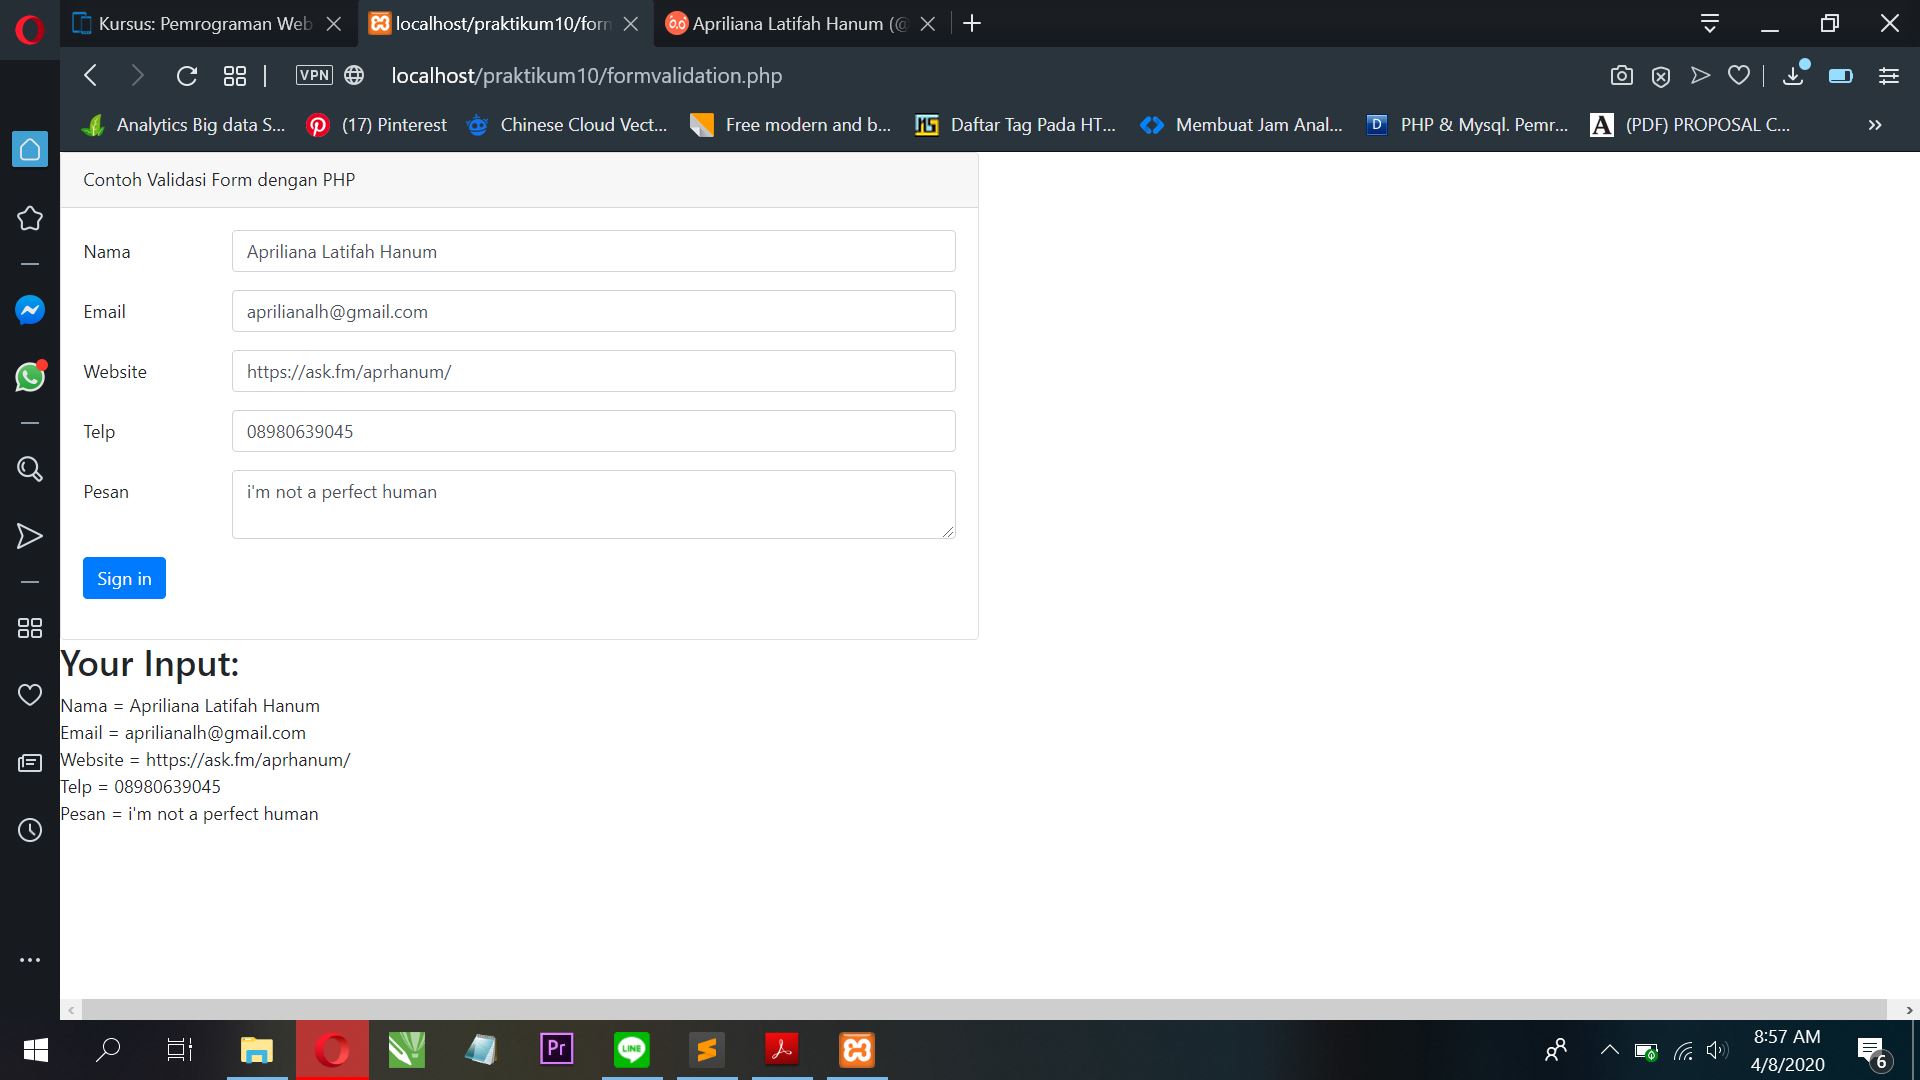 Kursus: Pemrograman Web
localhost/praktikum10/form
Apriliana Latifah Hanum (@
VPN
localhost/praktikum10/formvalidation.php
Analytics Big data S...
(17) Pinterest
Chinese Cloud Vect...
Free modern and b...
Daftar Tag Pada HT...
Membuat Jam Anal...
D
PHP & Mysql. Pemr...
A
(PDF) PROPOSAL C...
Contoh Validasi Form dengan PHP
Nama
Apriliana Latifah Hanum
Email
aprilianalh@gmail.com
Website
https://ask.fm/aprhanum/
Telp
08980639045
Pesan
i'm not a perfect human
Sign in
Your Input:
Nama = Apriliana Latifah Hanum
Email = aprilianalh@gmail.com
Website = https://ask.fm/aprhanum/
Telp = 08980639045
Pesan = i'm not a perfect human
Pr
LINE
8:57 AM
4/8/2020
6